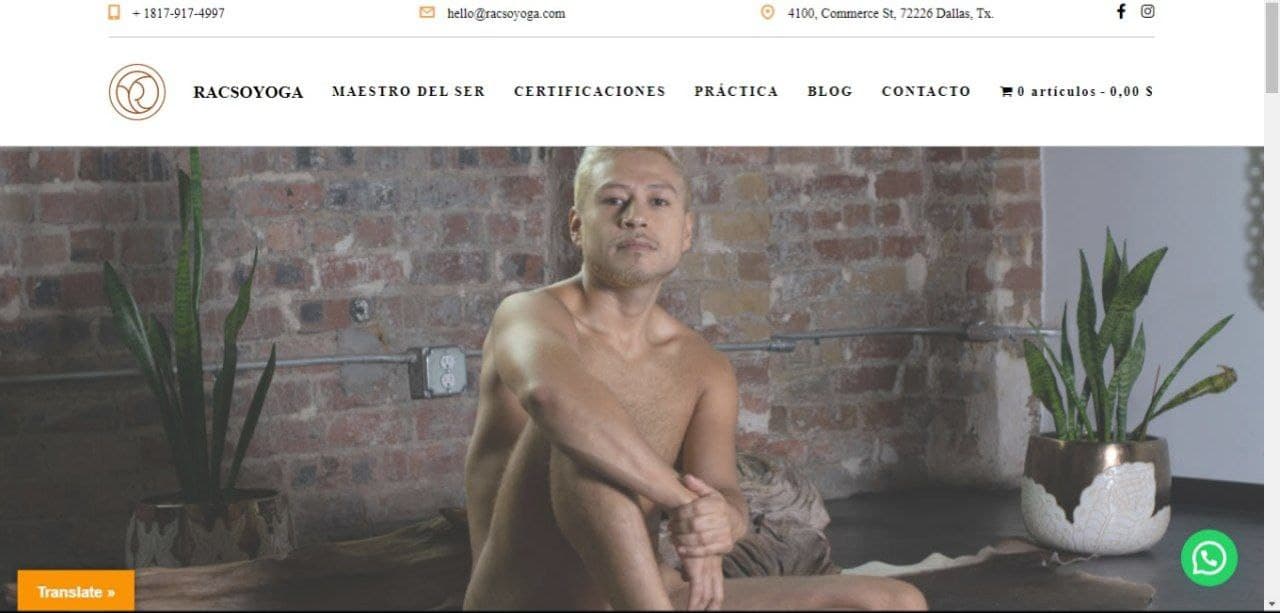 + 1817-917-4997
hello@racsoyoga.com
4100, Commerce St, 72226 Dallas, Tx.
RACSOYOGA
MAESTRO DEL SER
CERTIFICACIONES
PRÁCTICA
BLOG
CONTACTO
0 artículos - 0,00 $
Translate »